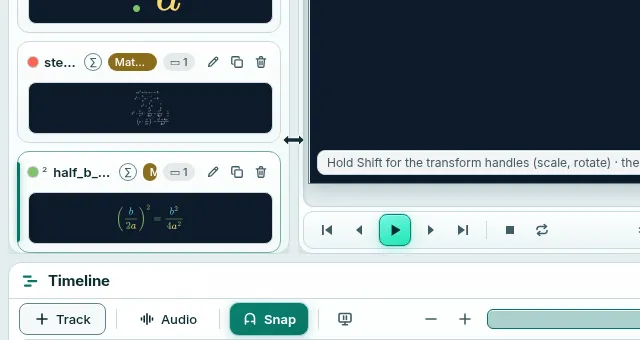 a
ste... Σ Mat... 1
2 half_b_... Σ M 1
(b/2a)² = b²/4a²
Hold Shift for the transform handles (scale, rotate) · the
Timeline
+ Track
Audio
Snap